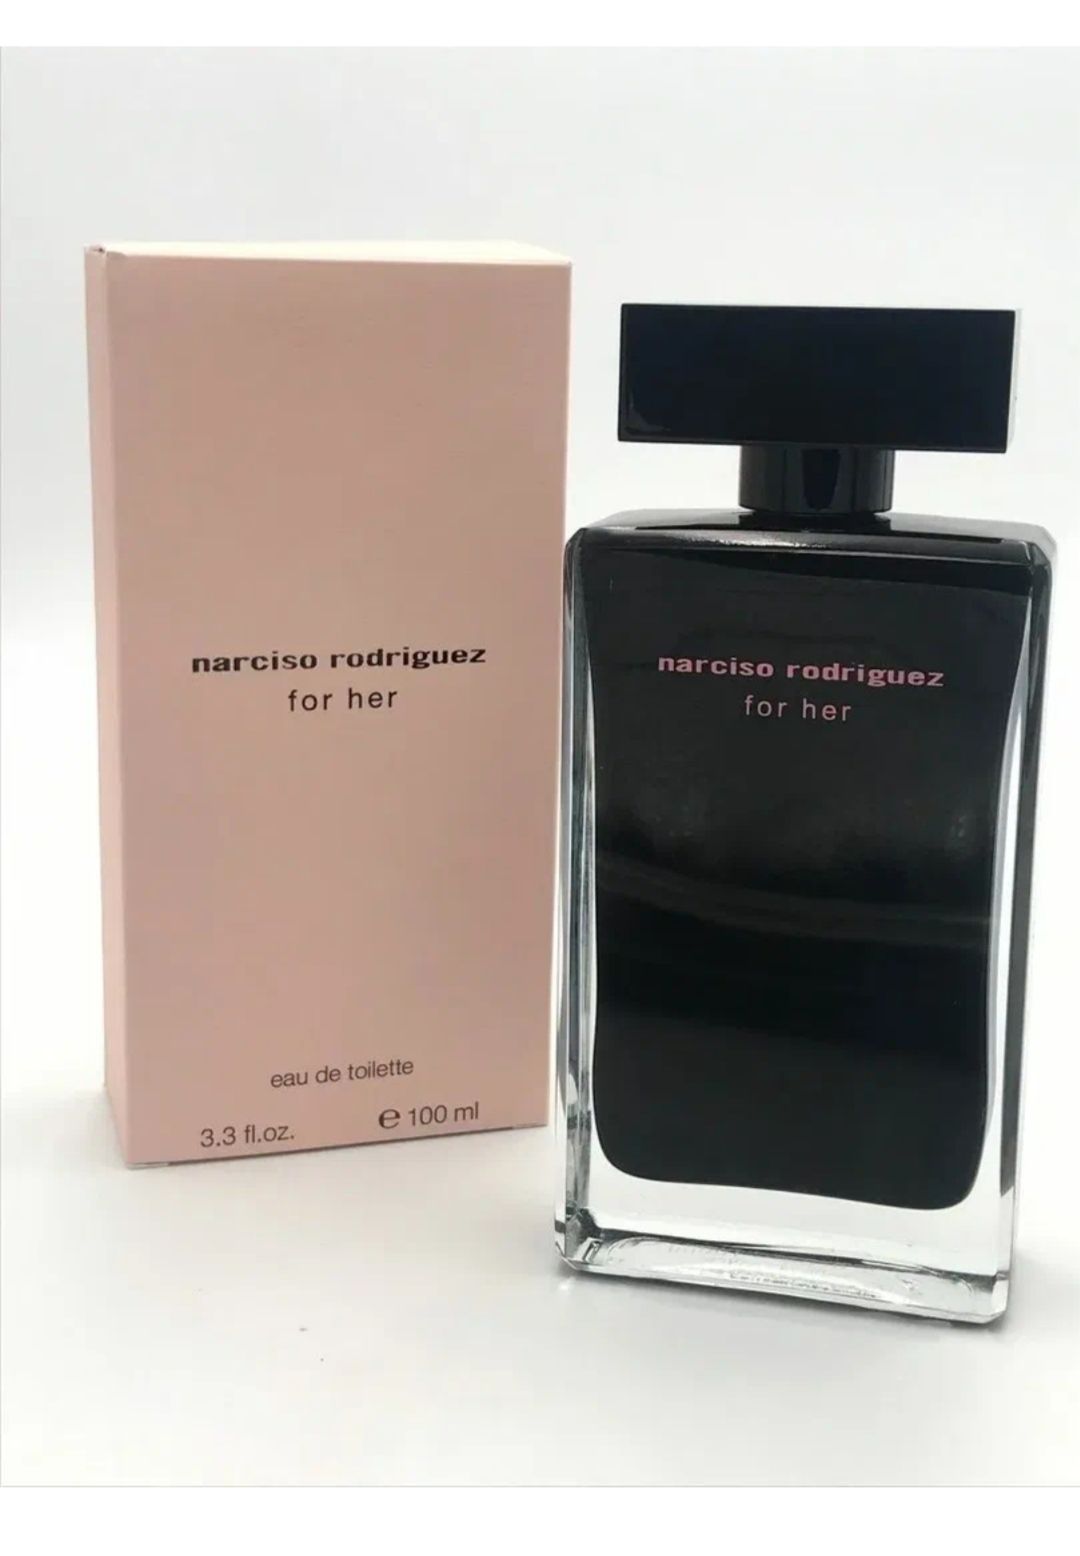 narciso rodriguez
for her
eau de toilette
3.3 fl.oz. e 100 ml
narciso rodriguez
for her